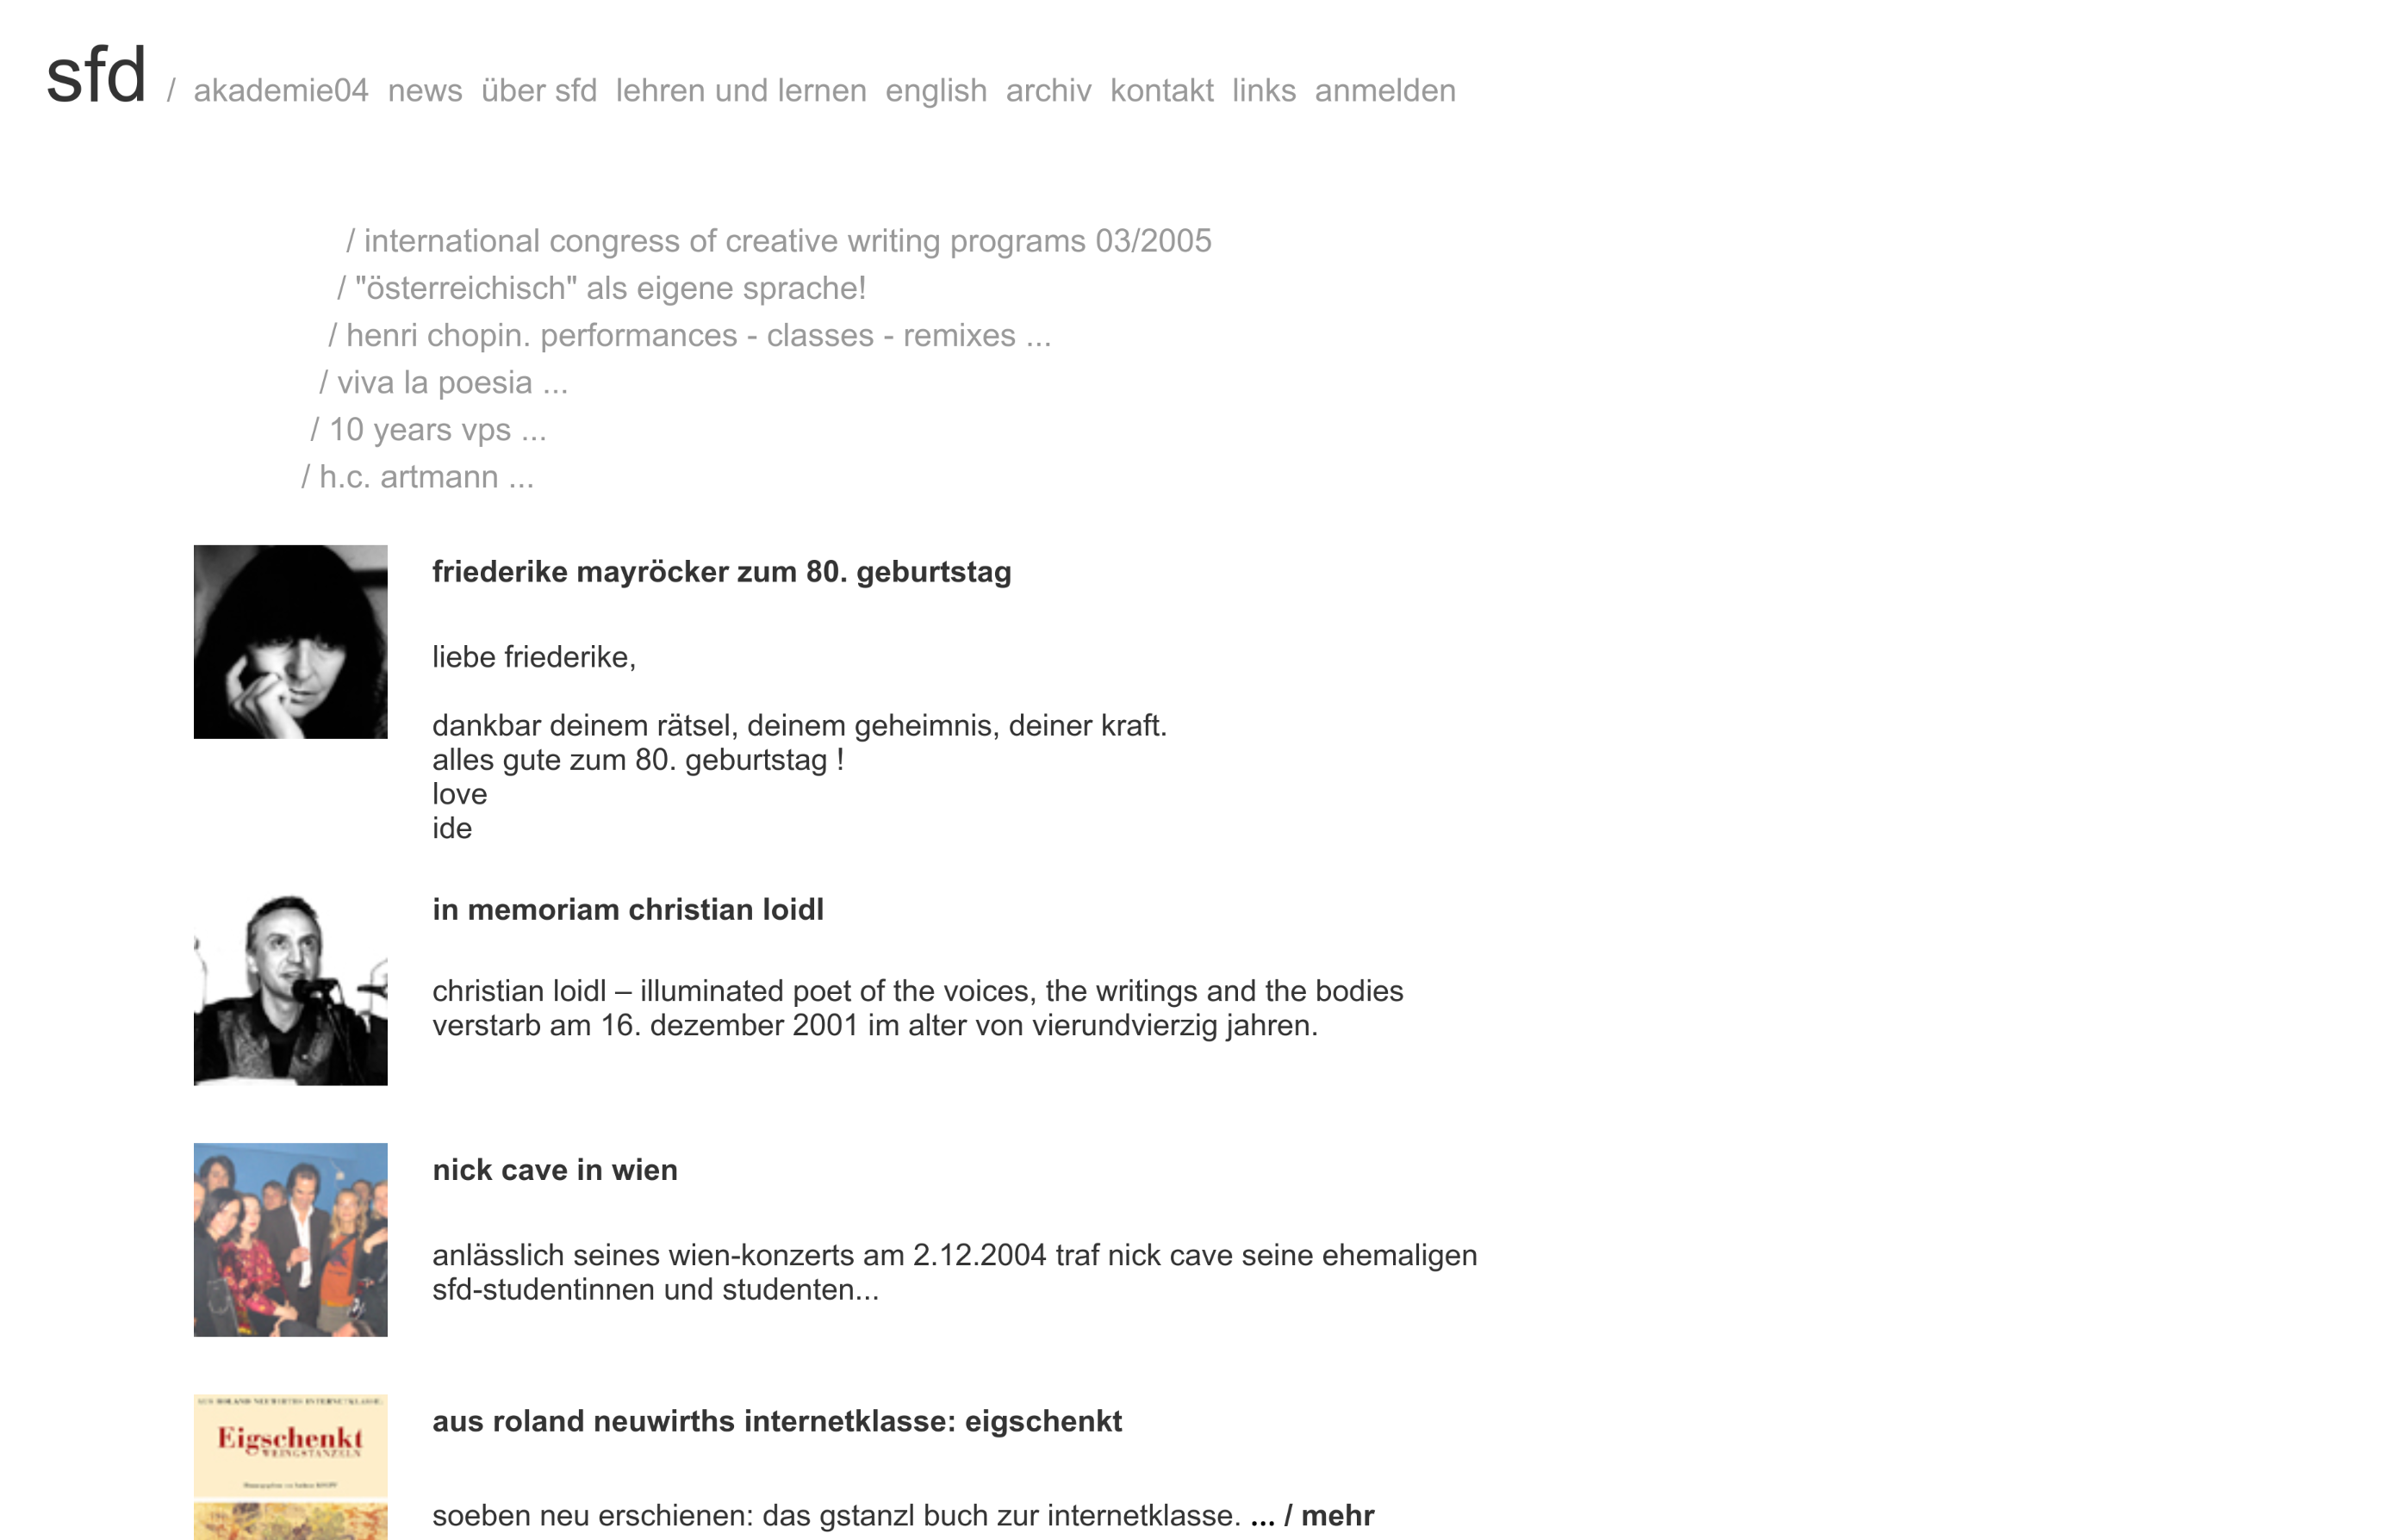 sfd / akademie04 news über sfd lehren und lernen english archiv kontakt links anmelden
/ international congress of creative writing programs 03/2005
/ "österreichisch" als eigene sprache!
/ henri chopin. performances - classes - remixes ...
/ viva la poesia ...
/ 10 years vps ...
/ h.c. artmann ...
friederike mayröcker zum 80. geburtstag
liebe friederike,
dankbar deinem rätsel, deinem geheimnis, deiner kraft.
alles gute zum 80. geburtstag !
love
ide
in memoriam christian loidl
christian loidl – illuminated poet of the voices, the writings and the bodies
verstarb am 16. dezember 2001 im alter von vierundvierzig jahren.
nick cave in wien
anlässlich seines wien-konzerts am 2.12.2004 traf nick cave seine ehemaligen
sfd-studentinnen und studenten...
ROLAND NEUWIRTHS INTERNETKLASSE
Eigschenkt
WEINGSTANZELN
aus roland neuwirths internetklasse: eigschenkt
soeben neu erschienen: das gstanzl buch zur internetklasse. ... / mehr